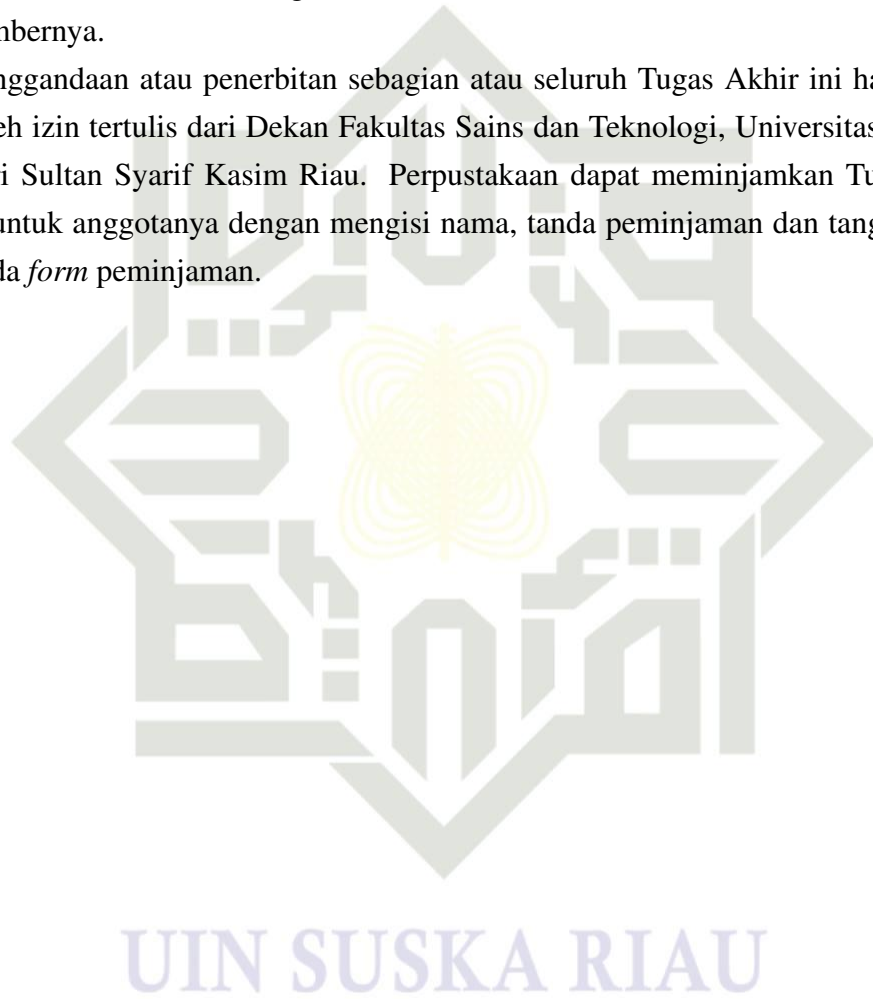 mbernya.
nggandaan atau penerbitan sebagian atau seluruh Tugas Akhir ini ha
eh izin tertulis dari Dekan Fakultas Sains dan Teknologi, Universitas
ri Sultan Syarif Kasim Riau. Perpustakaan dapat meminjamkan Tu
untuk anggotanya dengan mengisi nama, tanda peminjaman dan tang
da form peminjaman.
UIN SUSKA RIAU